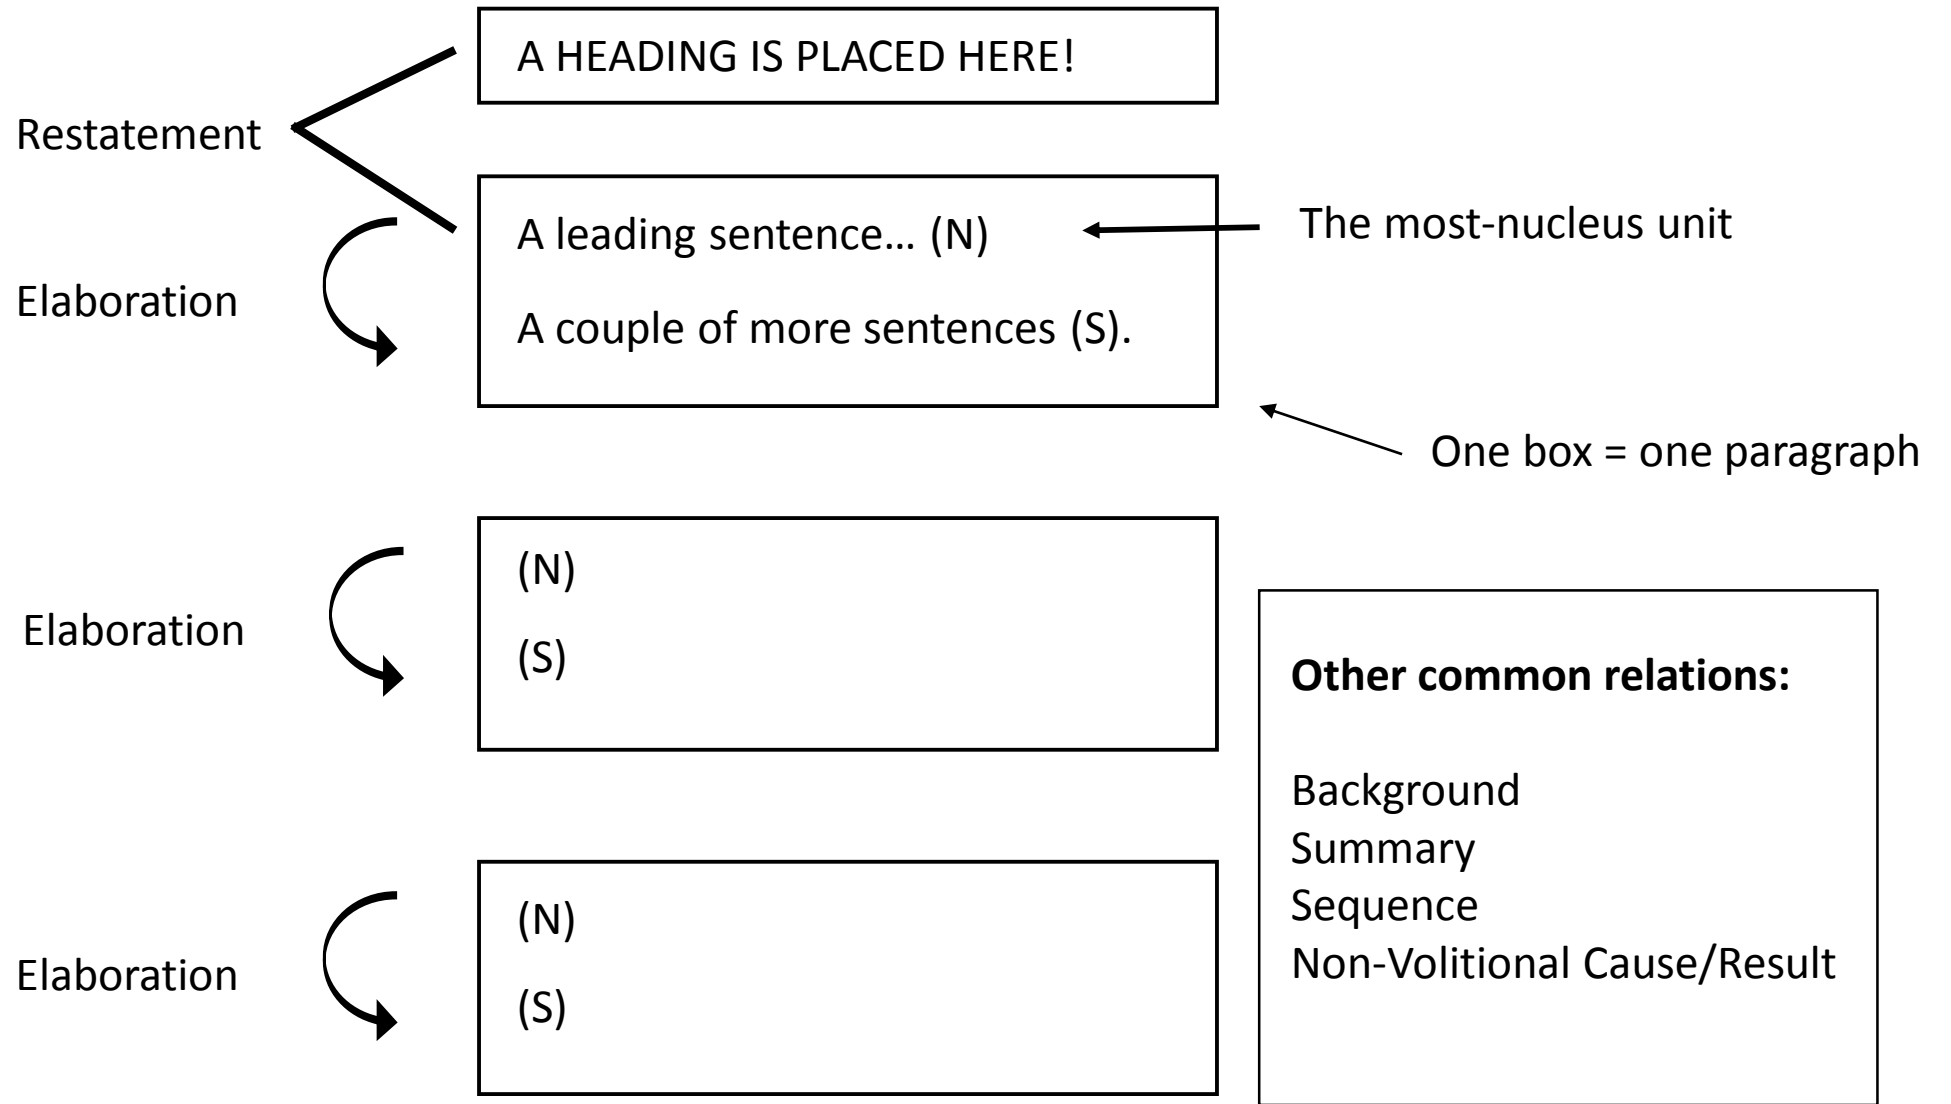 A HEADING IS PLACED HERE!
Restatement
A leading sentence... (N)
The most-nucleus unit
Elaboration
A couple of more sentences (S).
One box = one paragraph
(N)
Elaboration
(S)
Other common relations:
Background
Summary
Sequence
Non-Volitional Cause/Result
(N)
Elaboration
(S)